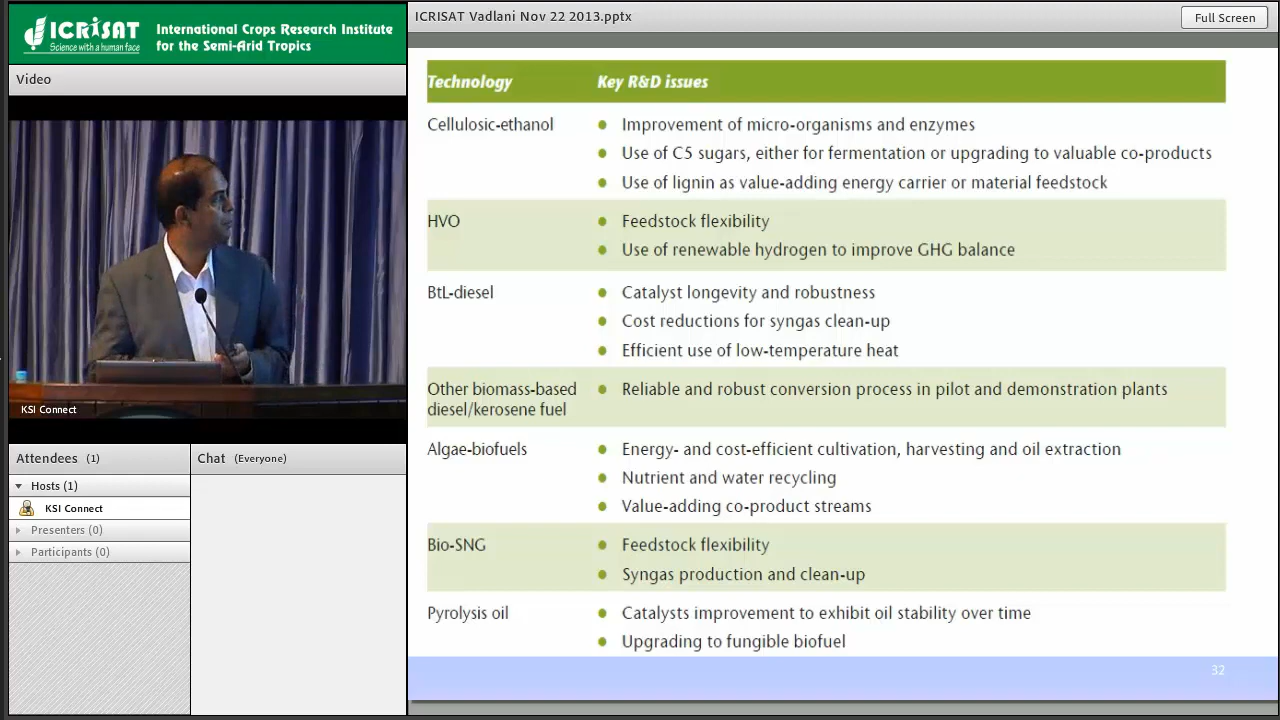 ICRISAT
Science with a human face
International Crops Research Institute
for the Semi-Arid Tropics
Video
KSI Connect
Attendees (1)
Hosts (1)
KSI Connect
Presenters (0)
Participants (0)
Chat (Everyone)
ICRISAT Vadlani Nov 22 2013.pptx
Full Screen
Technology Key R&D issues
Cellulosic-ethanol
Improvement of micro-organisms and enzymes
Use of C5 sugars, either for fermentation or upgrading to valuable co-products
Use of lignin as value-adding energy carrier or material feedstock
HVO
Feedstock flexibility
Use of renewable hydrogen to improve GHG balance
BtL-diesel
Catalyst longevity and robustness
Cost reductions for syngas clean-up
Efficient use of low-temperature heat
Other biomass-based
diesel/kerosene fuel
Reliable and robust conversion process in pilot and demonstration plants
Algae-biofuels
Energy- and cost-efficient cultivation, harvesting and oil extraction
Nutrient and water recycling
Value-adding co-product streams
Bio-SNG
Feedstock flexibility
Syngas production and clean-up
Pyrolysis oil
Catalysts improvement to exhibit oil stability over time
Upgrading to fungible biofuel
32